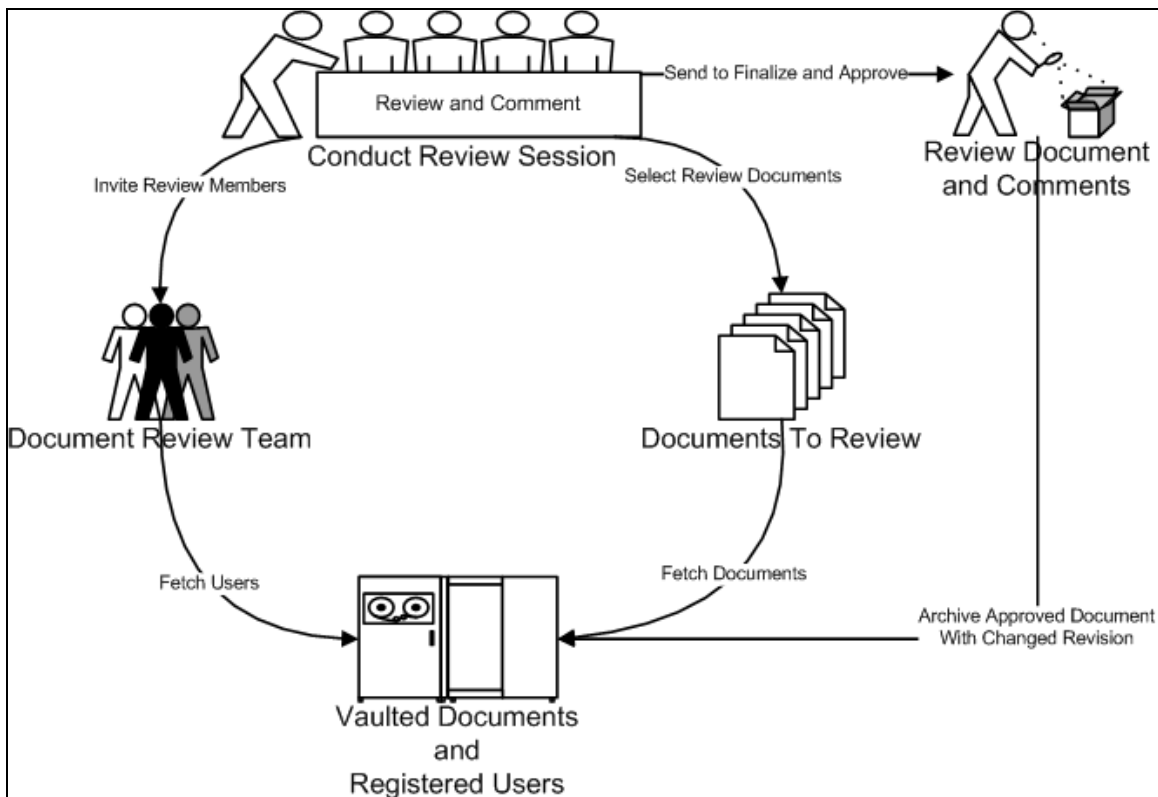 Review and Comment
Send to Finalize and Approve
Conduct Review Session
Review Document
and Comments
Invite Review Members
Select Review Documents
Document Review Team
Documents To Review
Fetch Users
Fetch Documents
Archive Approved Document
With Changed Revision
Vaulted Documents
and
Registered Users